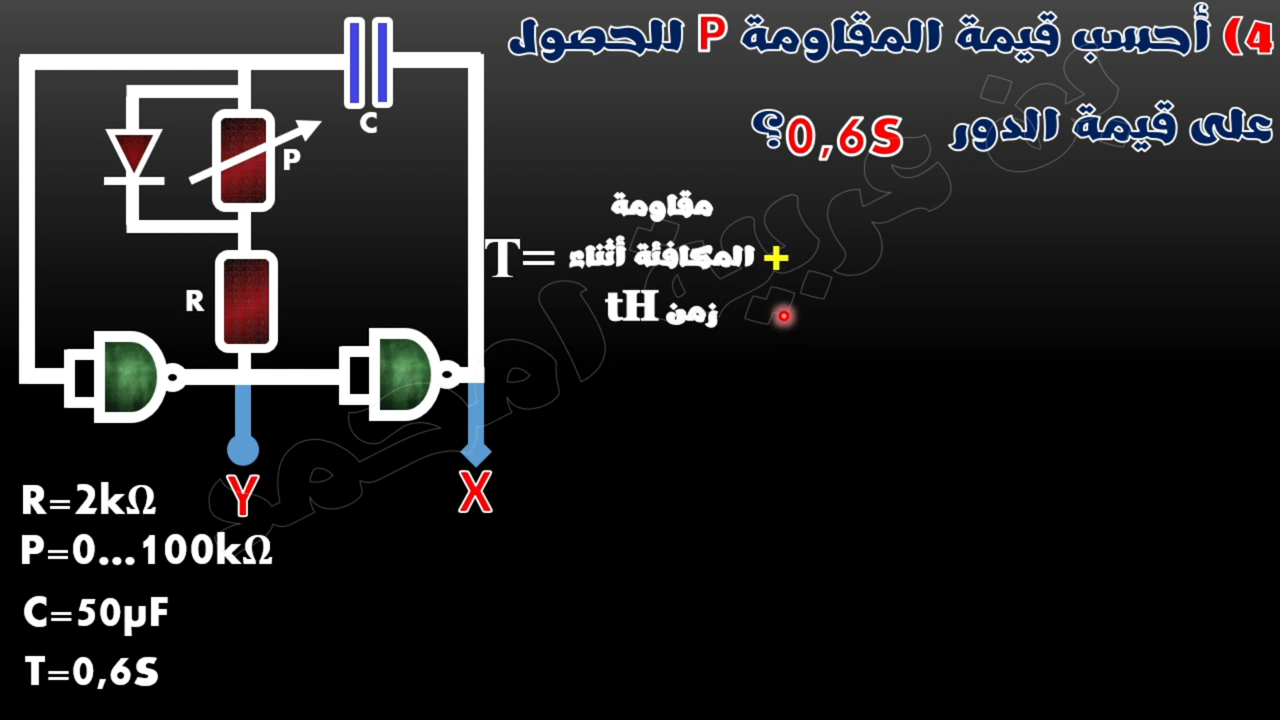 4) أحسب قيمة المقاومة P للحصول
على قيمة الدور 0,6S؟
C
P
R
مقاومة
T= المكافئة أثناء +
زمن tH
Y
X
R=2kΩ
P=0...100kΩ
C=50µF
T=0,6S